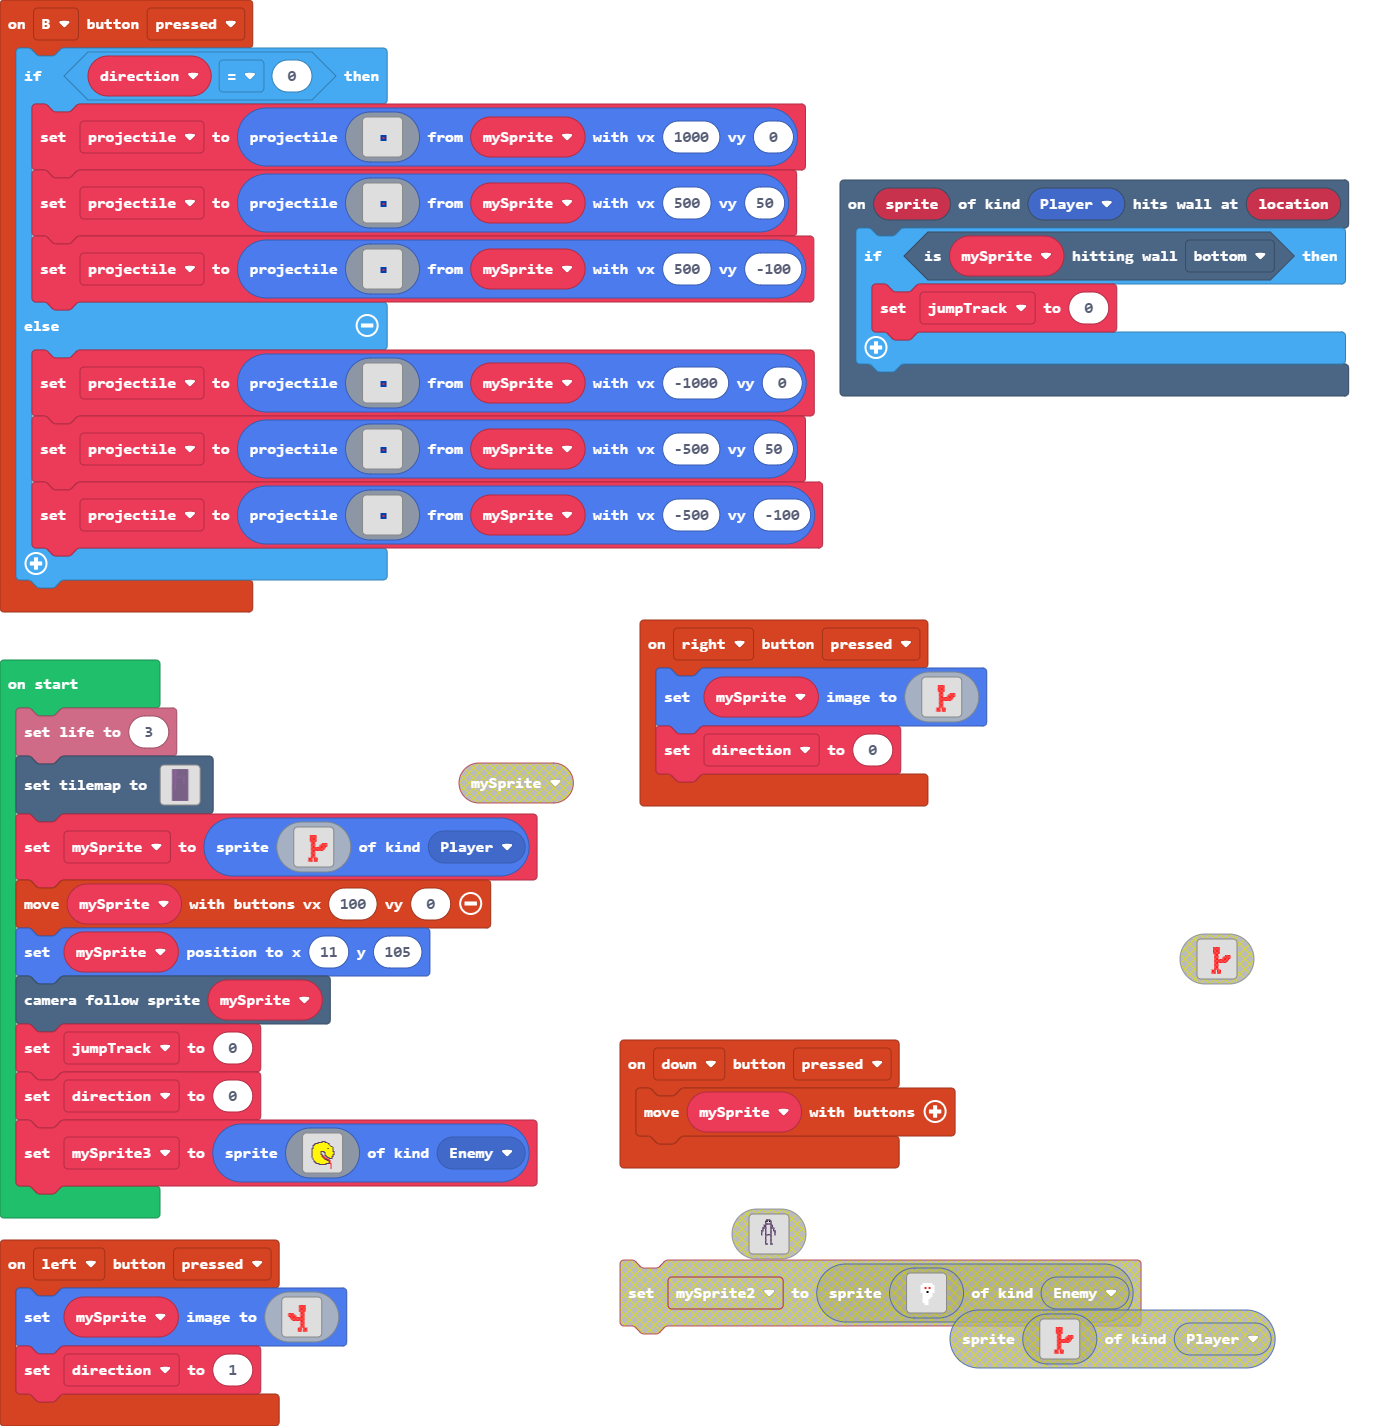 on B button pressed
if direction = 0 then
set projectile to projectile from mySprite with vx 1000 vy 0
set projectile to projectile from mySprite with vx 500 vy 50
set projectile to projectile from mySprite with vx 500 vy -100
else
set projectile to projectile from mySprite with vx -1000 vy 0
set projectile to projectile from mySprite with vx -500 vy 50
set projectile to projectile from mySprite with vx -500 vy -100
on sprite of kind Player hits wall at location
if is mySprite hitting wall bottom then
set jumpTrack to 0
on start
set life to 3
set tilemap to
set mySprite to sprite of kind Player
move mySprite with buttons vx 100 vy 0
set mySprite position to x 11 y 105
camera follow sprite mySprite
set jumpTrack to 0
set direction to 0
set mySprite3 to sprite of kind Enemy
mySprite
on right button pressed
set mySprite image to
set direction to 0
on down button pressed
move mySprite with buttons
on left button pressed
set mySprite image to
set direction to 1
set mySprite2 to sprite of kind Enemy
sprite of kind Player